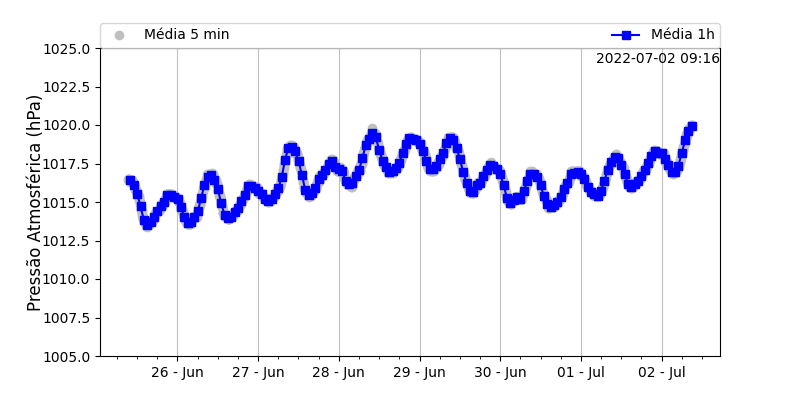 Média 5 min
Média 1h
2022-07-02 09:16
Pressão Atmosférica (hPa)
1025.0
1022.5
1020.0
1017.5
1015.0
1012.5
1010.0
1007.5
1005.0
26 - Jun
27 - Jun
28 - Jun
29 - Jun
30 - Jun
01 - Jul
02 - Jul